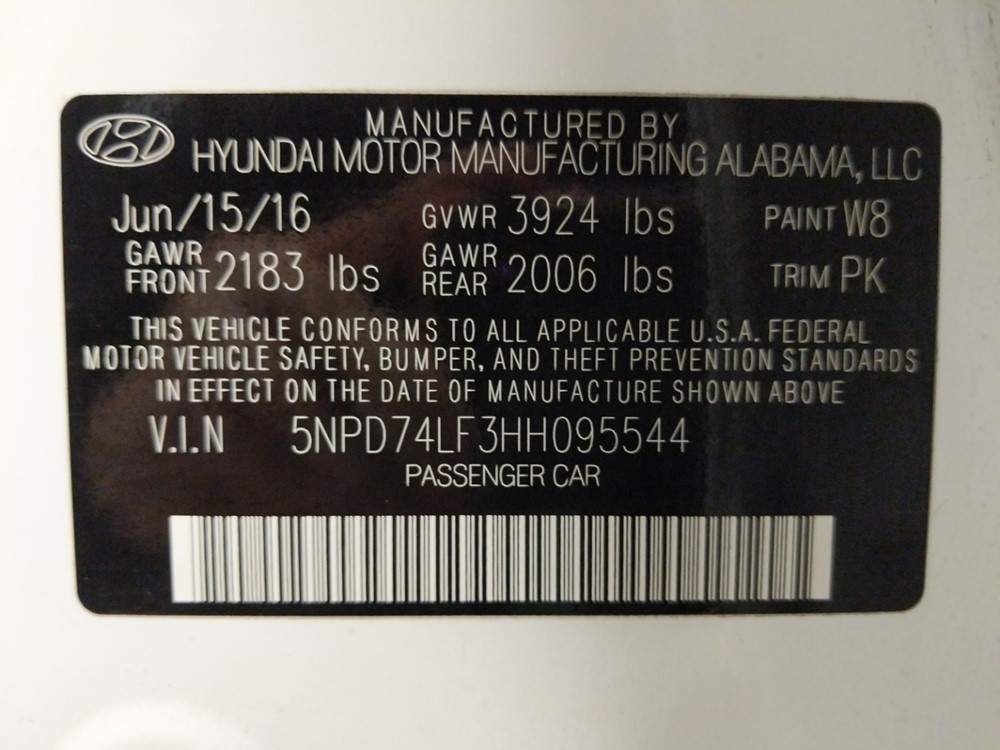 MANUFACTURED BY
HYUNDAI MOTOR MANUFACTURING ALABAMA, LLC
Jun/15/16 GVWR 3924 lbs PAINT W8
GAWR FRONT 2183 lbs GAWR REAR 2006 lbs TRIM PK
THIS VEHICLE CONFORMS TO ALL APPLICABLE U.S.A. FEDERAL
MOTOR VEHICLE SAFETY, BUMPER, AND THEFT PREVENTION STANDARDS
IN EFFECT ON THE DATE OF MANUFACTURE SHOWN ABOVE
V.I.N 5NPD74LF3HH095544
PASSENGER CAR